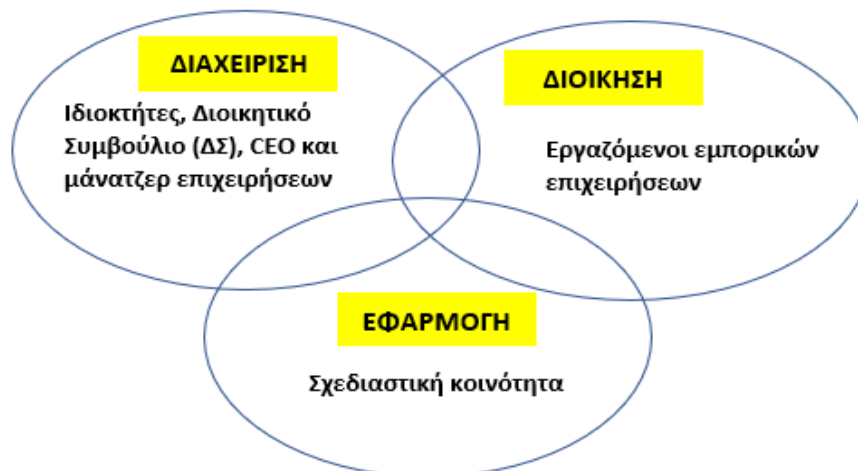 ΔΙΑΧΕΙΡΙΣΗ
Ιδιοκτήτες, Διοικητικό
Συμβούλιο (ΔΣ), CEO και
μάνατζερ επιχειρήσεων
ΔΙΟΙΚΗΣΗ
Εργαζόμενοι εμπορικών
επιχειρήσεων
ΕΦΑΡΜΟΓΗ
Σχεδιαστική κοινότητα